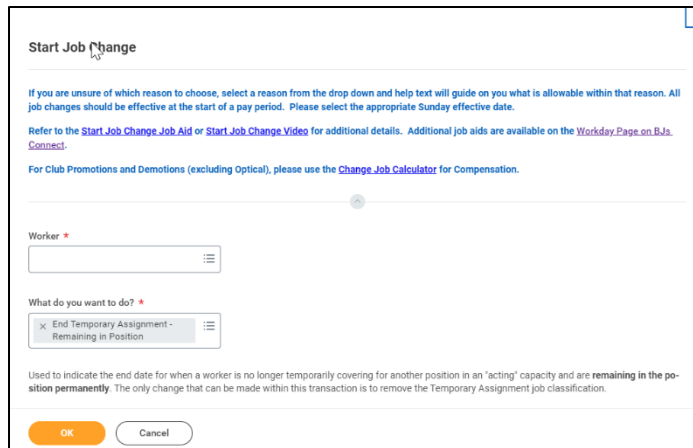 Start Job Change
If you are unsure of which reason to choose, select a reason from the drop down and help text will guide on you what is allowable within that reason. All
job changes should be effective at the start of a pay period. Please select the appropriate Sunday effective date.
Refer to the Start Job Change Job Aid or Start Job Change Video for additional details. Additional job aids are available on the Workday Page on BJs
Connect.
For Club Promotions and Demotions (excluding Optical), please use the Change Job Calculator for Compensation.
Worker *
What do you want to do? *
× End Temporary Assignment -
Remaining in Position
Used to indicate the end date for when a worker is no longer temporarily covering for another position in an "acting" capacity and are remaining in the po-
sition permanently. The only change that can be made within this transaction is to remove the Temporary Assignment job classification.
OK Cancel